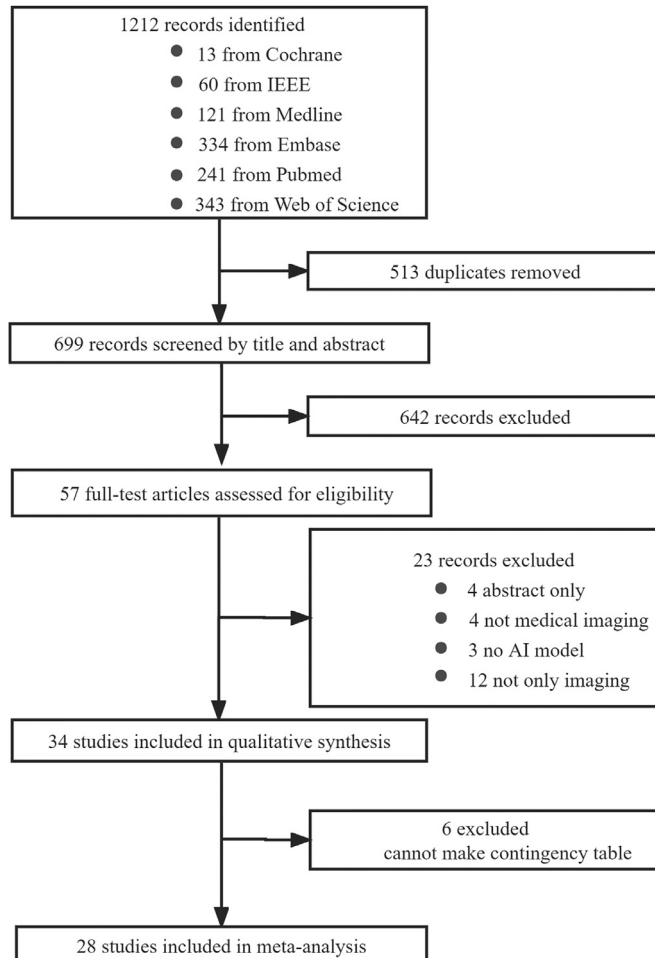 1212 records identified
● 13 from Cochrane
● 60 from IEEE
● 121 from Medline
● 334 from Embase
● 241 from Pubmed
● 343 from Web of Science
513 duplicates removed
699 records screened by title and abstract
642 records excluded
57 full-test articles assessed for eligibility
23 records excluded
● 4 abstract only
● 4 not medical imaging
● 3 no AI model
● 12 not only imaging
34 studies included in qualitative synthesis
6 excluded
cannot make contingency table
28 studies included in meta-analysis